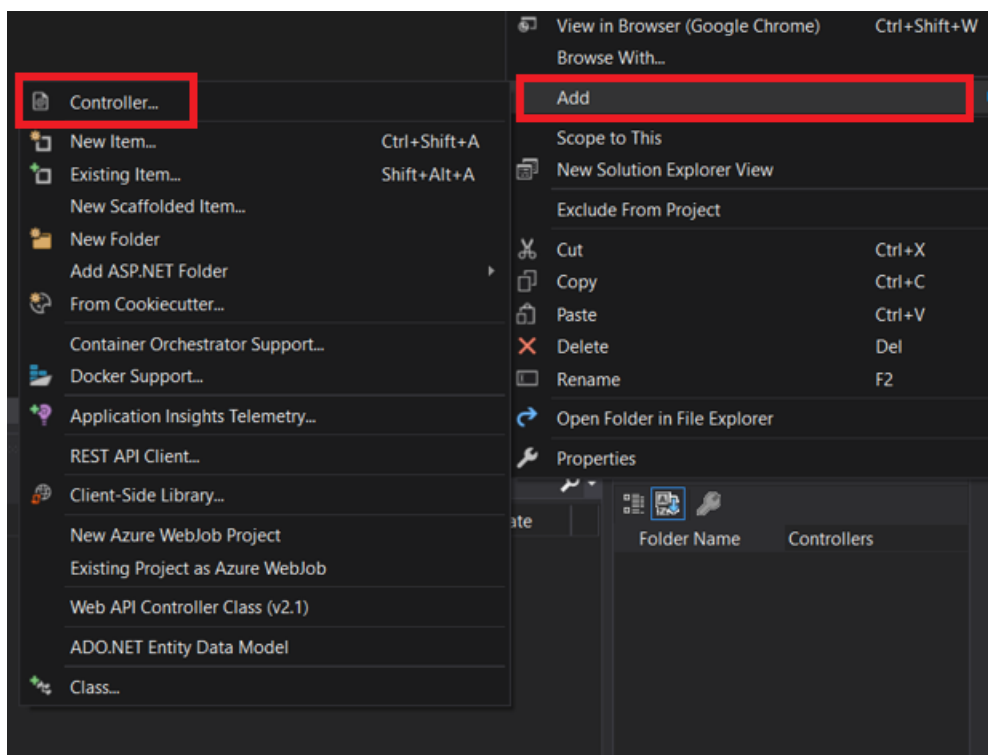 View in Browser (Google Chrome) Ctrl+Shift+W
Browse With...
Add
Scope to This
New Solution Explorer View
Exclude From Project
Cut Ctrl+X
Copy Ctrl+C
Paste Ctrl+V
Delete Del
Rename F2
Open Folder in File Explorer
Properties
Controller...
New Item... Ctrl+Shift+A
Existing Item... Shift+Alt+A
New Scaffolded Item...
New Folder
Add ASP.NET Folder
From Cookiecutter...
Container Orchestrator Support...
Docker Support...
Application Insights Telemetry...
REST API Client...
Client-Side Library...
New Azure WebJob Project
Existing Project as Azure WebJob
Web API Controller Class (v2.1)
ADO.NET Entity Data Model
Class...
ate
Folder Name Controllers